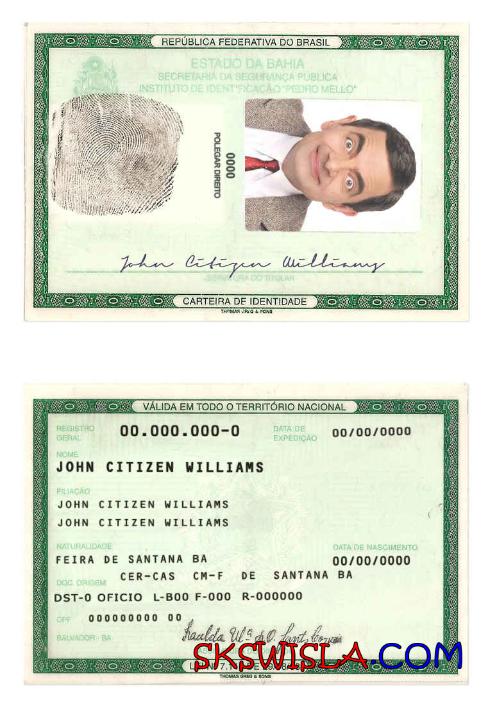 REPÚBLICA FEDERATIVA DO BRASIL
ESTADO DA BAHIA
SECRETARIA DA SEGURANÇA PÚBLICA
INSTITUTO DE IDENTIFICAÇÃO "PEDRO MELLO"
0000
POLEGAR DIREITO
John Citizen Williams
ASSINATURA DO TITULAR
CARTEIRA DE IDENTIDADE
THOMAS GREG & SONS
VÁLIDA EM TODO O TERRITÓRIO NACIONAL
REGISTRO GERAL 00.000.000-0 DATA DE EXPEDIÇÃO 00/00/0000
NOME
JOHN CITIZEN WILLIAMS
FILIAÇÃO
JOHN CITIZEN WILLIAMS
JOHN CITIZEN WILLIAMS
NATURALIDADE DATA DE NASCIMENTO
FEIRA DE SANTANA BA 00/00/0000
DOC. ORIGEM CER-CAS CM-F DE SANTANA BA
DST-0 OFICIO L-B00 F-000 R-000000
CPF 000000000 00
SALVADOR - BA
SKSWISLA.COM
THOMAS GREG & SONS